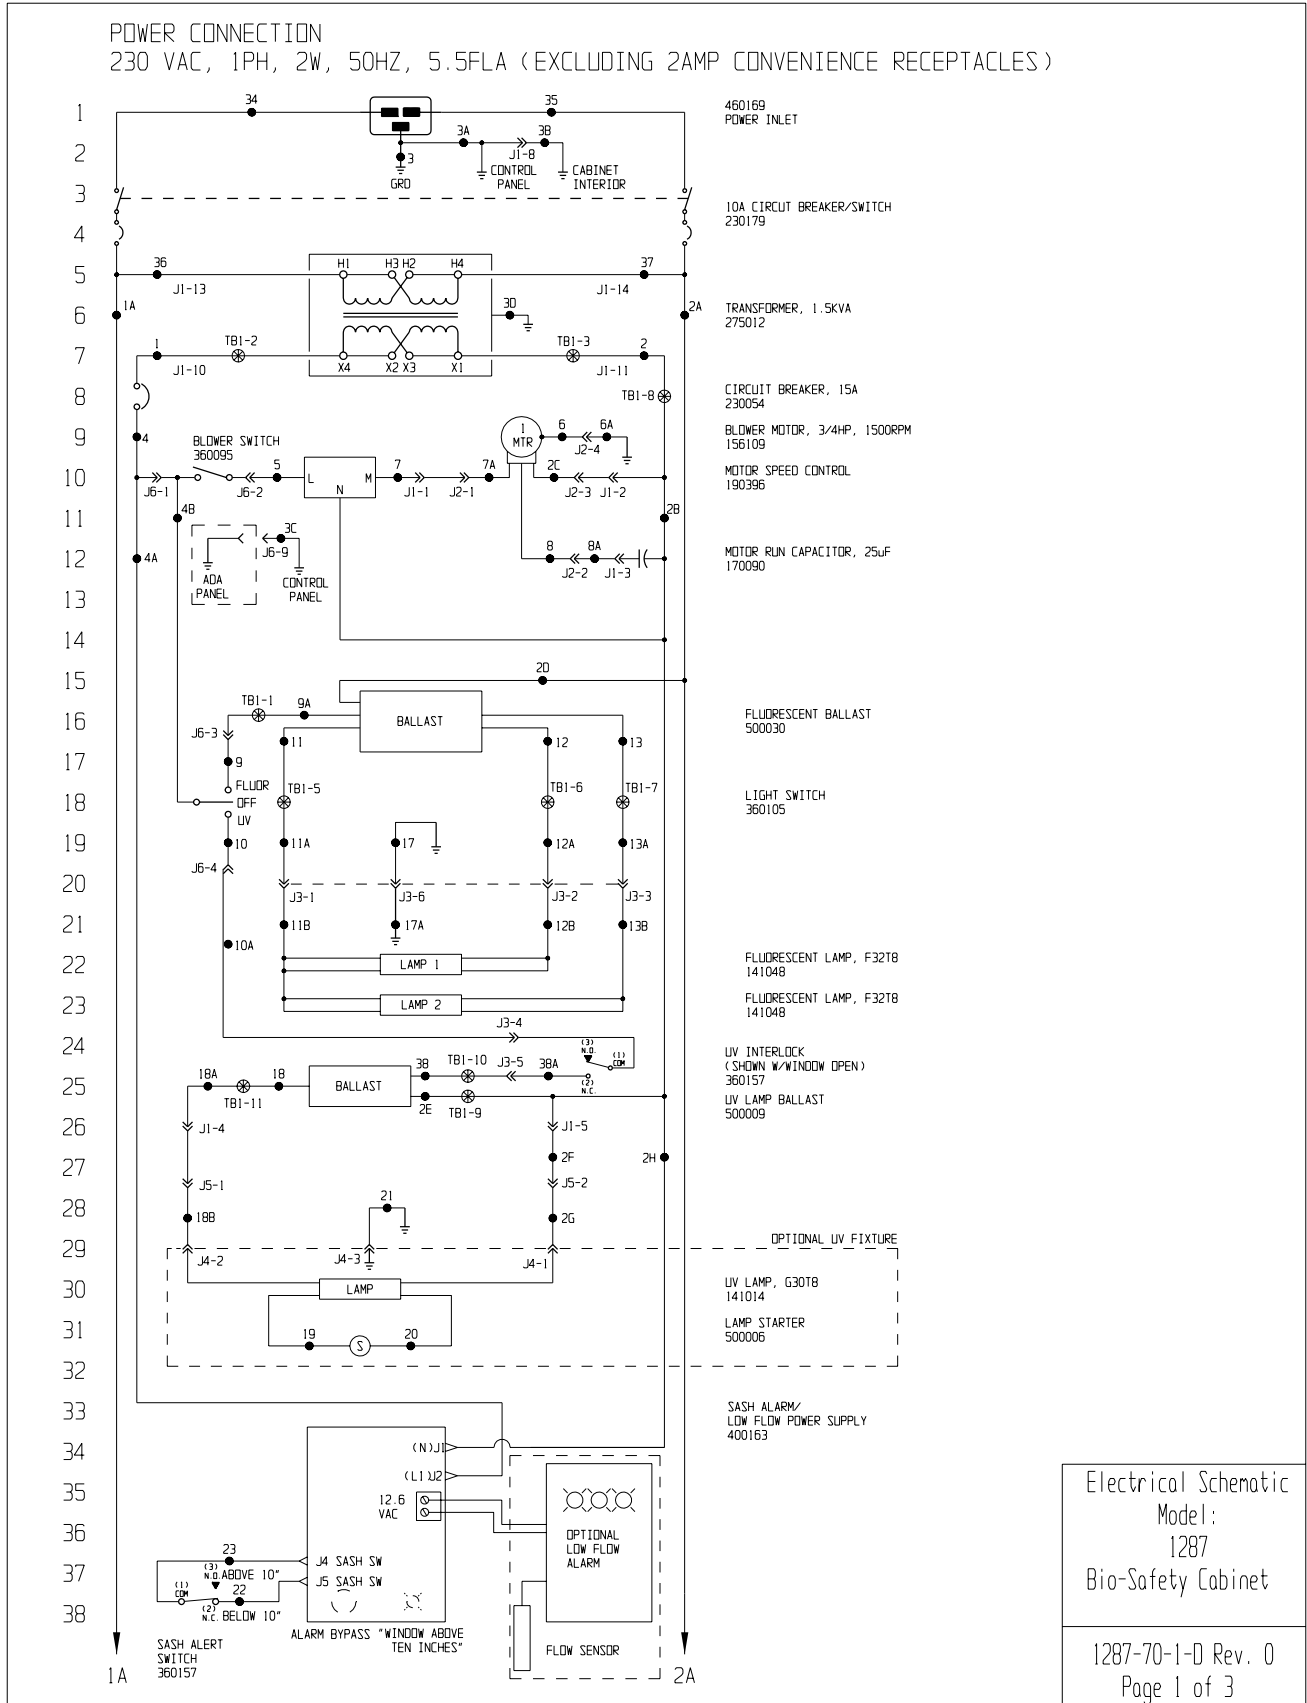 POWER CONNECTION
230 VAC, 1PH, 2W, 50HZ, 5.5FLA (EXCLUDING 2AMP CONVENIENCE RECEPTACLES)
1
34
35
460169
POWER INLET
2
3A
3B
3
J1-8
GRD
CONTROL
PANEL
CABINET
INTERIOR
3
10A CIRCUT BREAKER/SWITCH
230179
4
5
36
H1
H3
H2
H4
37
J1-13
J1-14
6
1A
3D
2A
TRANSFORMER, 1.5KVA
275012
7
1
TB1-2
TB1-3
2
J1-10
X4
X2
X3
X1
J1-11
8
TB1-8
CIRCUIT BREAKER, 15A
230054
9
4
BLOWER SWITCH
360095
1
MTR
6
6A
J2-4
BLOWER MOTOR, 3/4HP, 1500RPM
156109
10
5
L
M
N
7
7A
2C
J6-1
J6-2
J1-1
J2-1
J2-3
J1-2
MOTOR SPEED CONTROL
190396
11
4B
2B
3C
J6-9
12
4A
8
8A
J2-2
J1-3
MOTOR RUN CAPACITOR, 25uF
170090
ADA
PANEL
CONTROL
PANEL
13
14
15
2D
16
TB1-1
9A
BALLAST
J6-3
11
12
13
FLUORESCENT BALLAST
500030
17
9
18
FLUOR
OFF
UV
TB1-5
TB1-6
TB1-7
LIGHT SWITCH
360105
19
10
11A
17
12A
13A
J6-4
20
J3-1
J3-6
J3-2
J3-3
21
11B
17A
12B
13B
10A
22
LAMP 1
FLUORESCENT LAMP, F32T8
141048
23
LAMP 2
FLUORESCENT LAMP, F32T8
141048
24
J3-4
(3)
N.O.
(1)
COM
UV INTERLOCK
(SHOWN W/WINDOW OPEN)
360157
25
18A
18
BALLAST
38
TB1-10
J3-5
38A
(2)
N.C.
TB1-11
2E
TB1-9
UV LAMP BALLAST
500009
26
J1-4
J1-5
27
2F
2H
J5-1
J5-2
28
18B
21
2G
29
OPTIONAL UV FIXTURE
J4-2
J4-3
J4-1
30
LAMP
UV LAMP, G30T8
141014
31
19
S
20
LAMP STARTER
500006
32
33
SASH ALARM/
LOW FLOW POWER SUPPLY
400163
34
(N)J1
(L1)J2
35
12.6
VAC
36
OPTIONAL
LOW FLOW
ALARM
37
23
J4 SASH SW
(3)
N.O. ABOVE 10"
J5 SASH SW
(1)
COM
22
38
(2)
N.C. BELOW 10"
ALARM BYPASS
"WINDOW ABOVE
TEN INCHES"
FLOW SENSOR
SASH ALERT
SWITCH
360157
1A
2A
Electrical Schematic
Model:
1287
Bio-Safety Cabinet
1287-70-1-D Rev. 0
Page 1 of 3